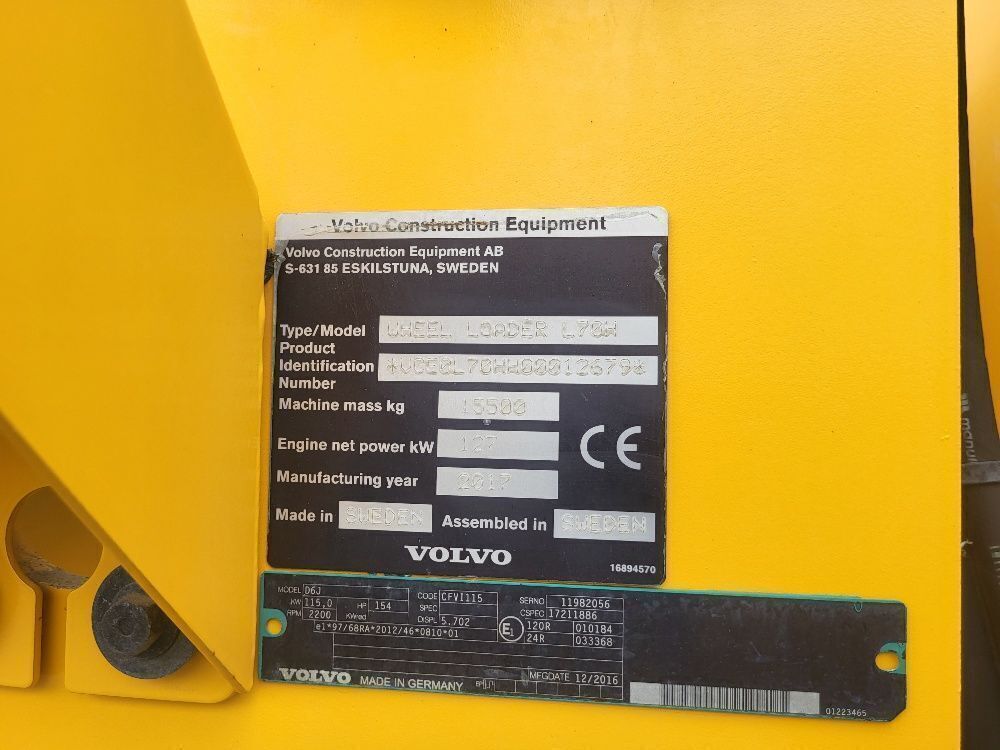 Volvo Construction Equipment
Volvo Construction Equipment AB
S-631 85 ESKILSTUNA, SWEDEN
Type/Model WHEEL LOADER L70H
Product
Identification *VCE0L70HH00012679*
Number
Machine mass kg 15500
Engine net power kW 127
CE
Manufacturing year 2017
Made in SWEDEN Assembled in SWEDEN
VOLVO
16894570
MODEL D6J CODE CFVI115 SERNO 11982056
KW 115,0 HP 154 SPEC CSPEC 17211886
RPM 2200 KWred DISPL 5.702 E1 120R 010184
e1*97/68RA*2012/46*0810*01 24R 033368
VOLVO MADE IN GERMANY MFGDATE 12/2016
01223465